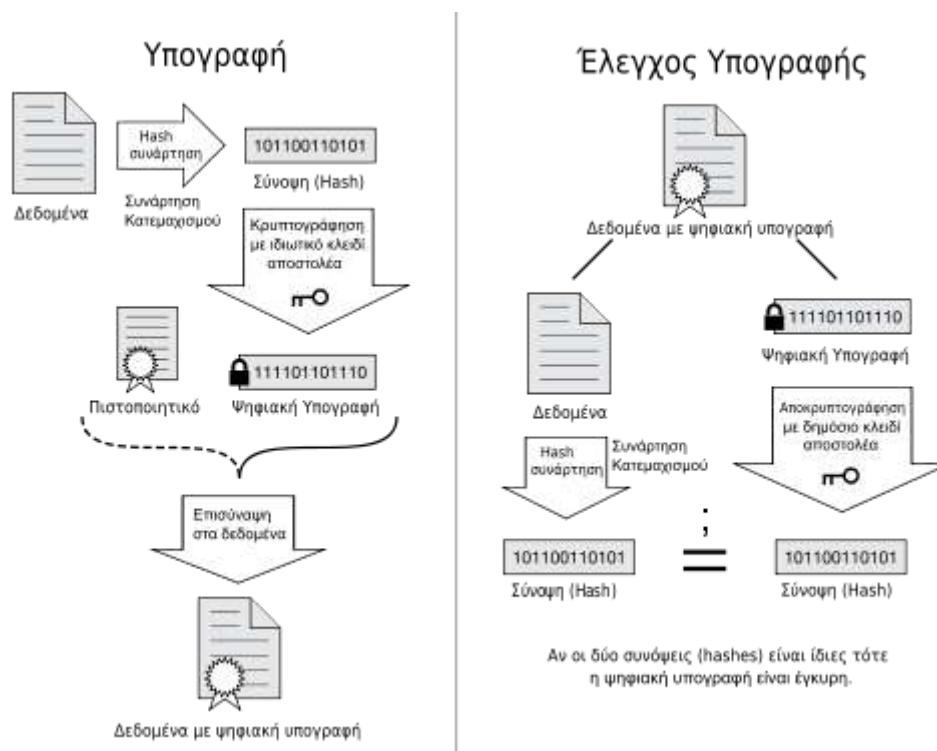 Υπογραφή
Hash
συνάρτηση
101100110101
Σύνοψη (Hash)
Δεδομένα
Συνάρτηση
Κατεμαχισμού
Κρυπτογράφηση
με ιδιωτικό κλειδί
αποστολέα
111101101110
Πιστοποιητικό
Ψηφιακή Υπογραφή
Επισύναψη
στα δεδομένα
Δεδομένα με ψηφιακή υπογραφή
Έλεγχος Υπογραφής
Δεδομένα με ψηφιακή υπογραφή
111101101110
Ψηφιακή Υπογραφή
Δεδομένα
Hash
συνάρτηση
Συνάρτηση
Κατεμαχισμού
Αποκρυπτογράφηση
με δημόσιο κλειδί
αποστολέα
;
101100110101
=
101100110101
Σύνοψη (Hash)
Σύνοψη (Hash)
Αν οι δύο συνόψεις (hashes) είναι ίδιες τότε
η ψηφιακή υπογραφή είναι έγκυρη.